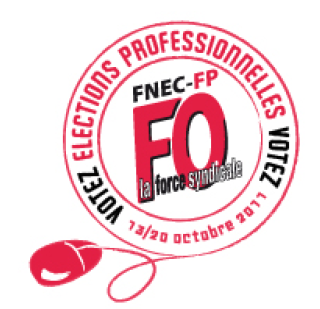 VOTEZ ELECTIONS PROFESSIONNELLES VOTEZ
FNEC-FP
FO
la force syndicale
13/20 octobre 2011